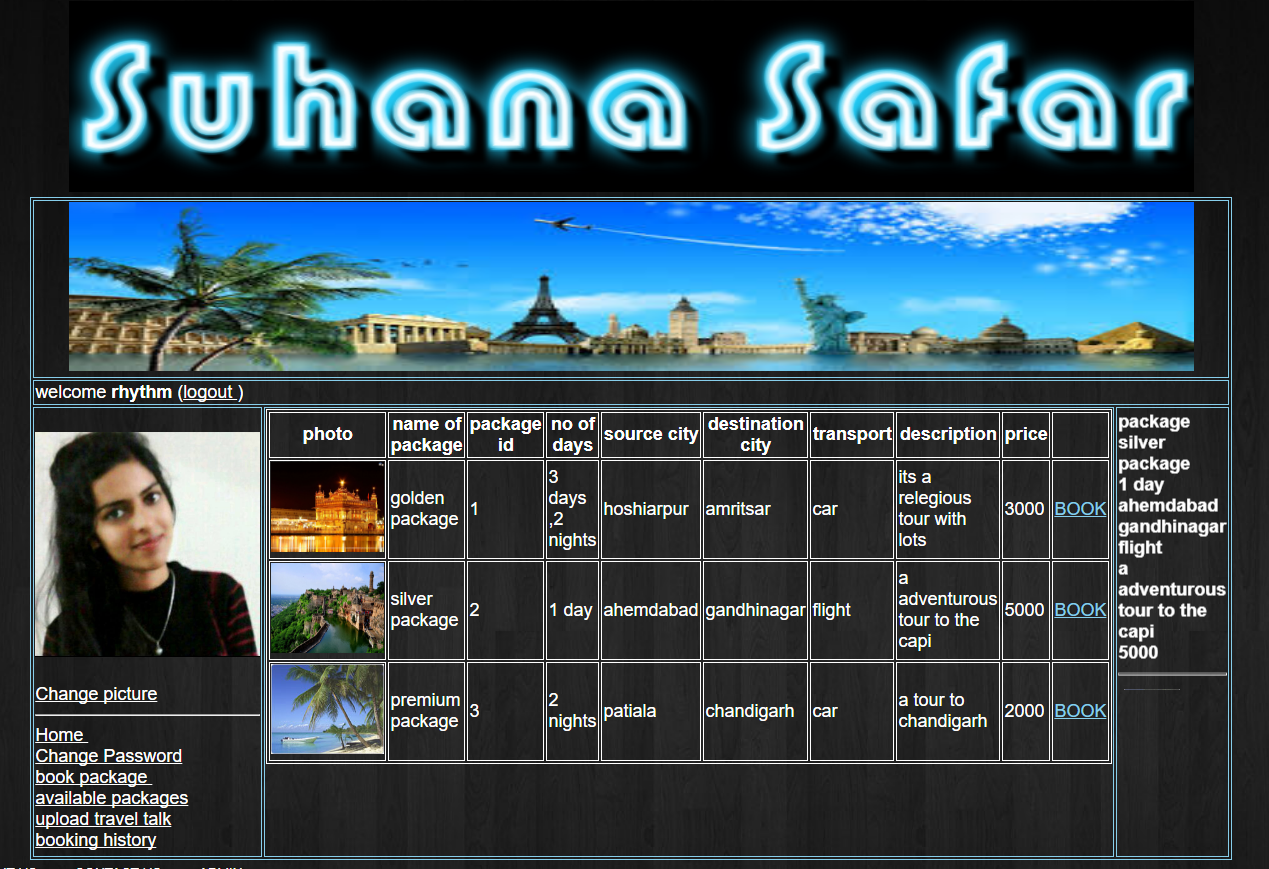 Suhana Safar
welcome rhythm (logout )
Change picture
Home
Change Password
book package
available packages
upload travel talk
booking history
photo
name of
package
package
id
no of
days
source city
destination
city
transport
description
price
golden
package
1
3
days
,2
nights
hoshiarpur
amritsar
car
its a
relegious
tour with
lots
3000
BOOK
silver
package
2
1 day
ahemdabad
gandhinagar
flight
a
adventurous
tour to the
capi
5000
BOOK
premium
package
3
2
nights
patiala
chandigarh
car
a tour to
chandigarh
2000
BOOK
package
silver
package
1 day
ahemdabad
gandhinagar
flight
a
adventurous
tour to the
capi
5000